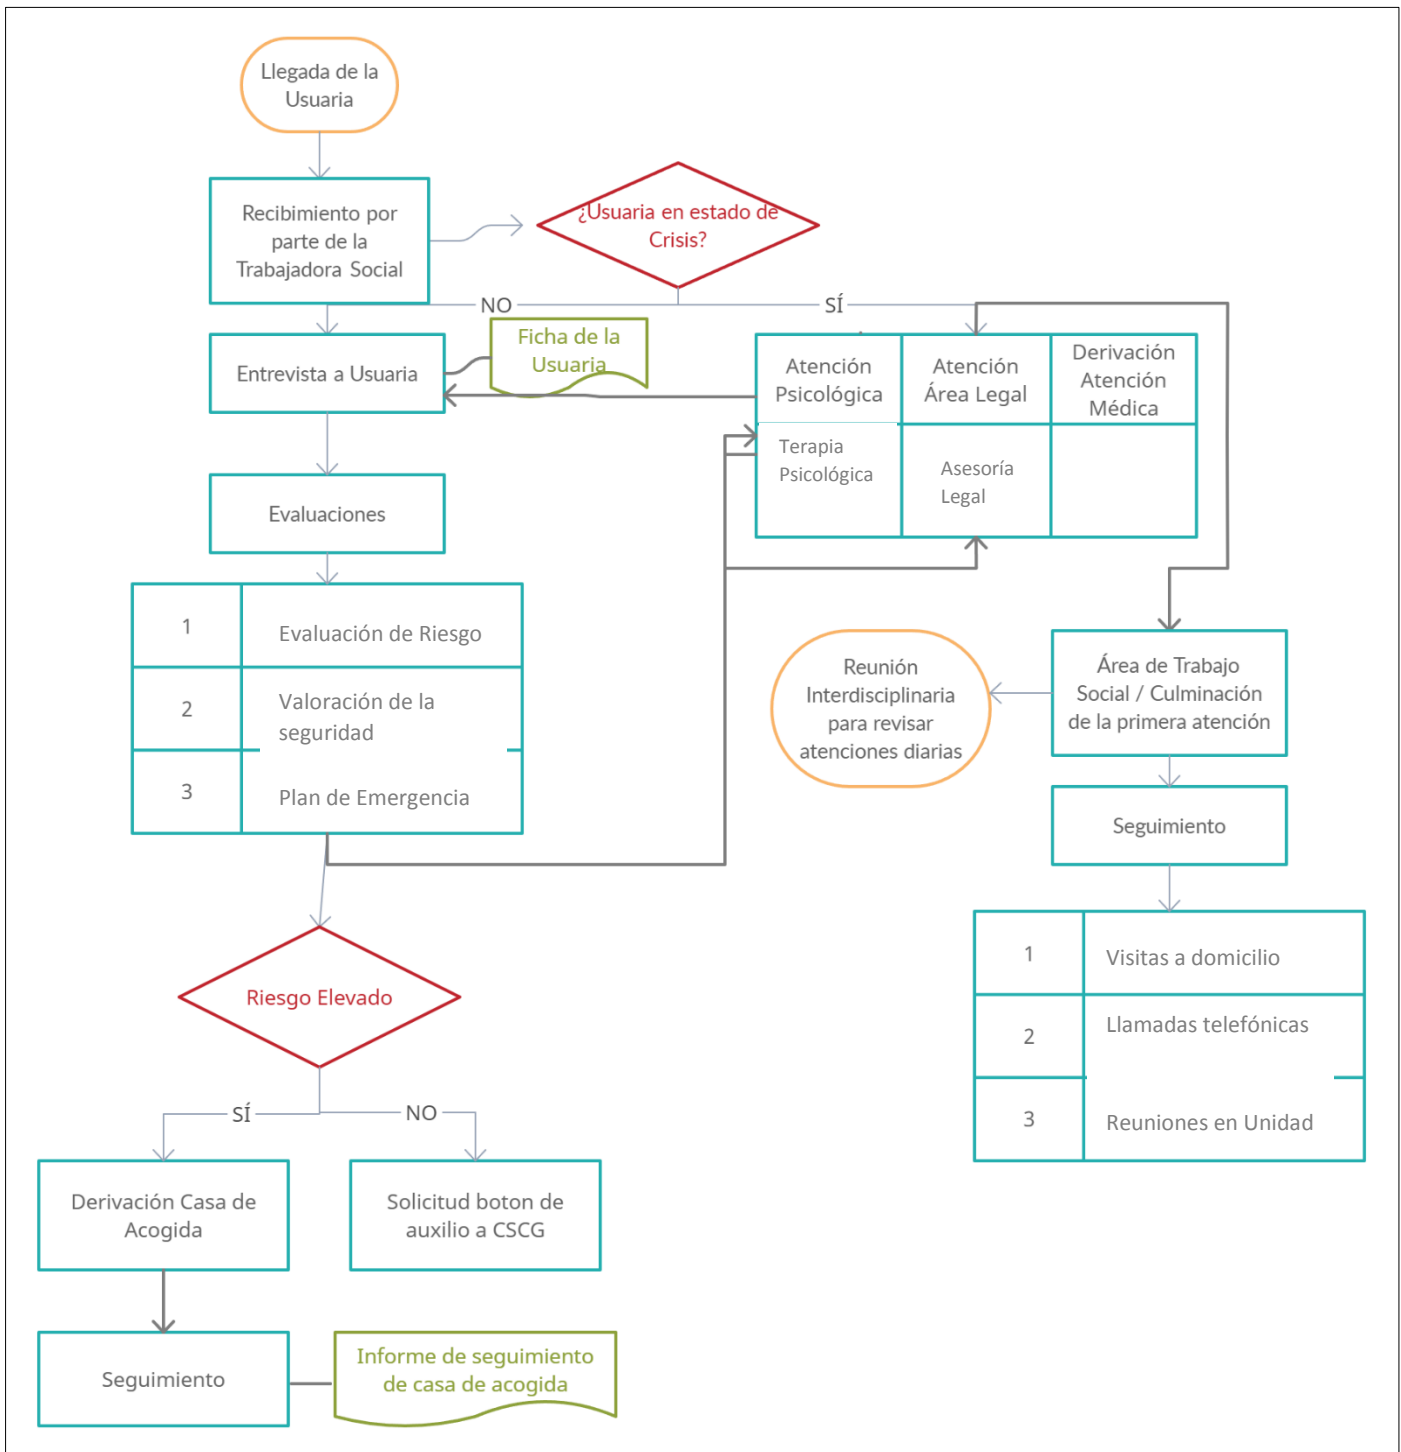 Llegada de la
Usuaria
Recibimiento por
parte de la
Trabajadora Social
¿Usuaria en estado de
Crisis?
NO
SÍ
Entrevista a Usuaria
Ficha de la
Usuaria
Atención
Psicológica
Atención
Área Legal
Derivación
Atención
Médica
Terapia
Psicológica
Asesoría
Legal
Evaluaciones
1
Evaluación de Riesgo
2
Valoración de la
seguridad
3
Plan de Emergencia
Reunión
Interdisciplinaria
para revisar
atenciones diarias
Área de Trabajo
Social / Culminación
de la primera atención
Seguimiento
1
Visitas a domicilio
2
Llamadas telefónicas
3
Reuniones en Unidad
Riesgo Elevado
SÍ
NO
Derivación Casa de
Acogida
Solicitud boton de
auxilio a CSCG
Seguimiento
Informe de seguimiento
de casa de acogida